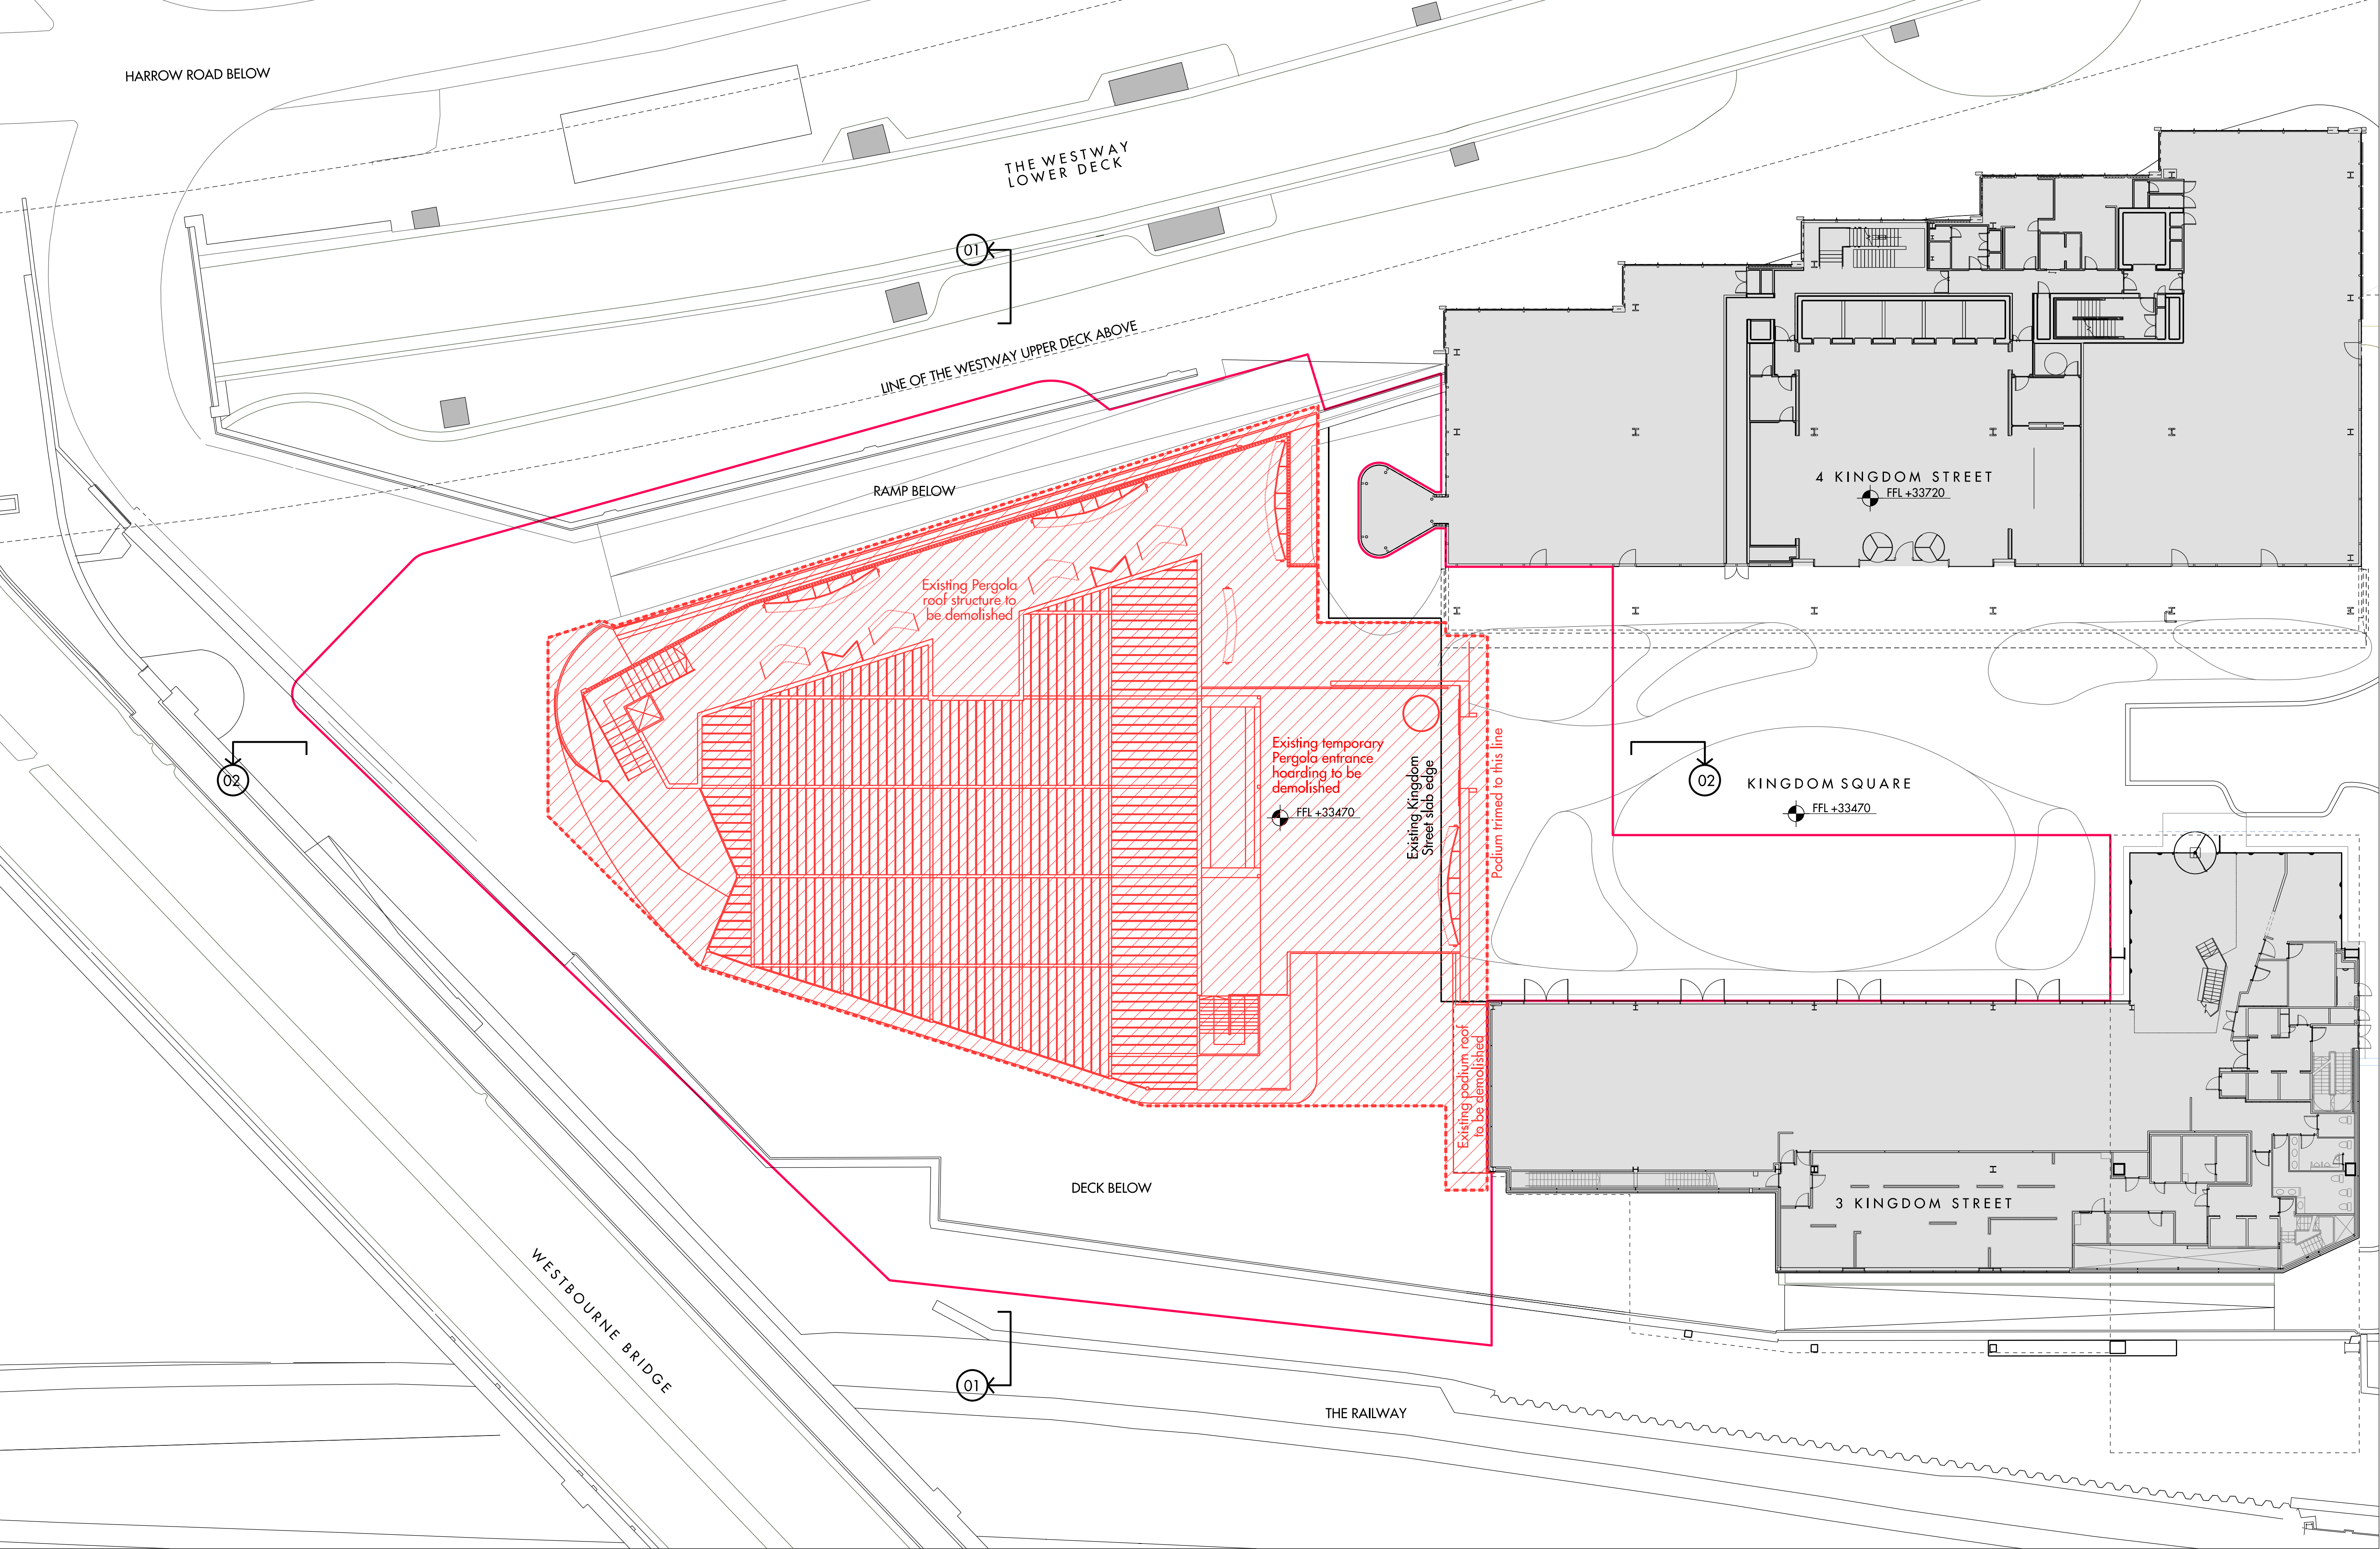 HARROW ROAD BELOW
THE WESTWAY
LOWER DECK
01
LINE OF THE WESTWAY UPPER DECK ABOVE
RAMP BELOW
4 KINGDOM STREET
FFL +33720
Existing Pergola
roof structure to
be demolished
Existing temporary
Pergola entrance
hoarding to be
demolished
FFL +33470
Existing Kingdom
Street slab edge
Podium trimed to this line
02
02
KINGDOM SQUARE
FFL +33470
Existing podium roof
to be demolished
DECK BELOW
3 KINGDOM STREET
WESTBOURNE BRIDGE
01
THE RAILWAY